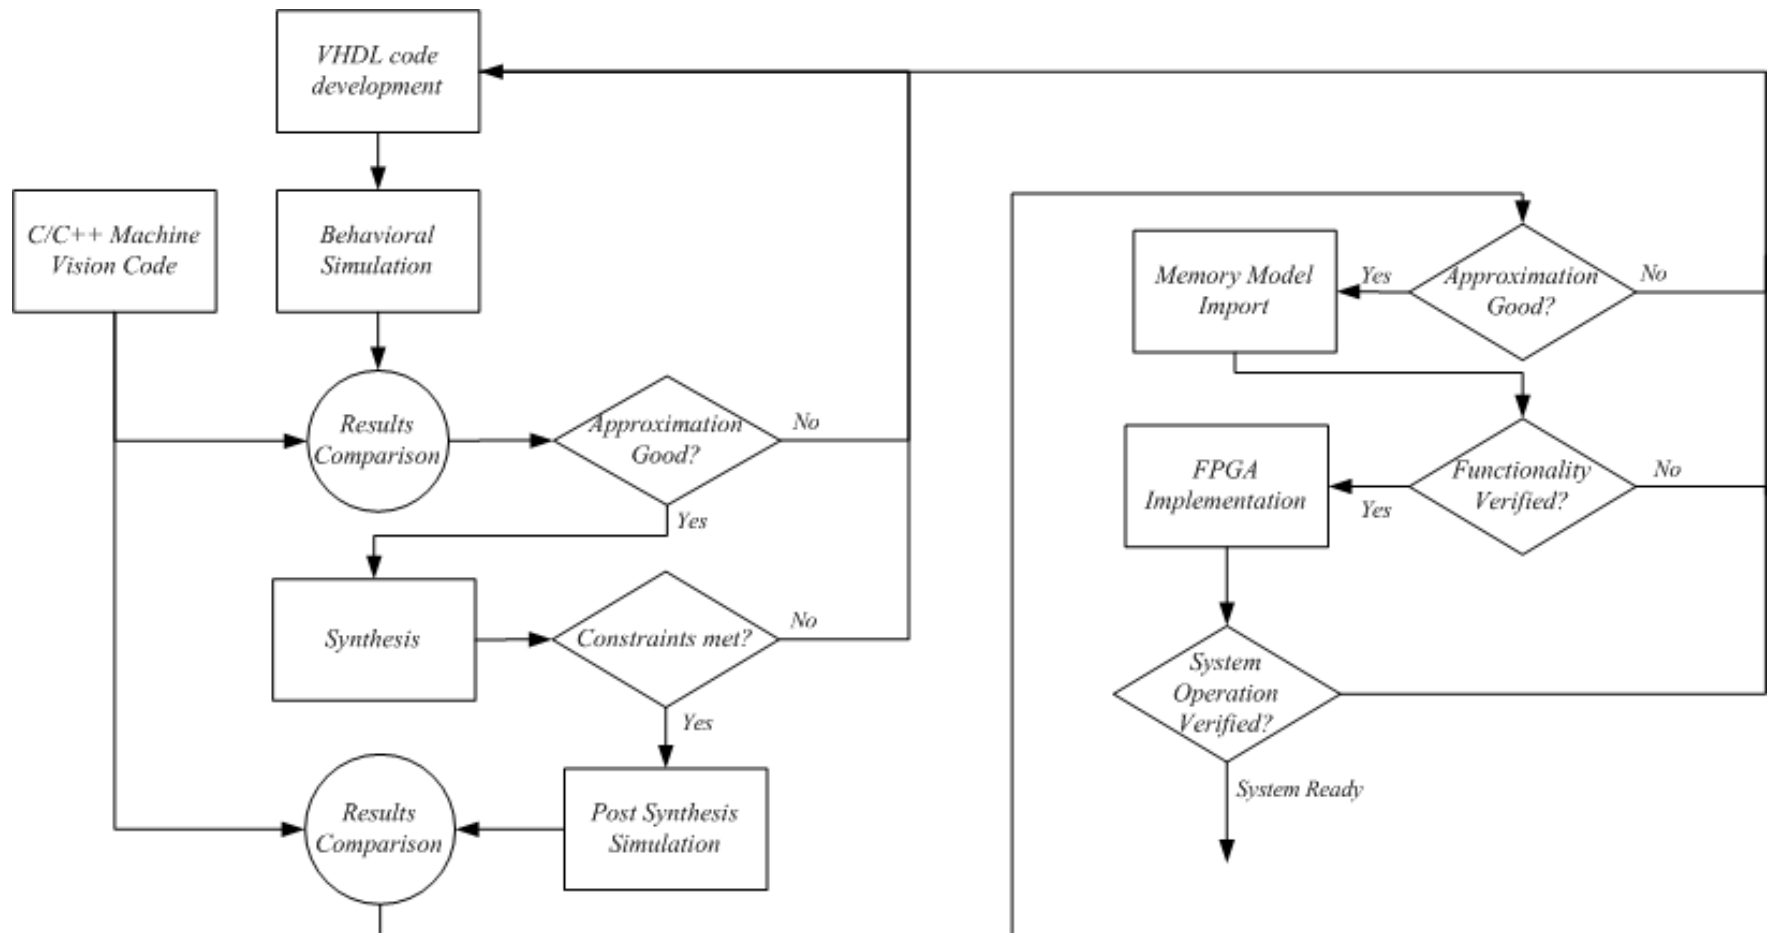 VHDL code
development
C/C++ Machine
Vision Code
Behavioral
Simulation
Results
Comparison
Approximation
Good?
No
Yes
Synthesis
Constraints met?
No
Yes
Results
Comparison
Post Synthesis
Simulation
Memory Model
Import
Yes
Approximation
Good?
No
FPGA
Implementation
Yes
Functionality
Verified?
No
System
Operation
Verified?
System Ready